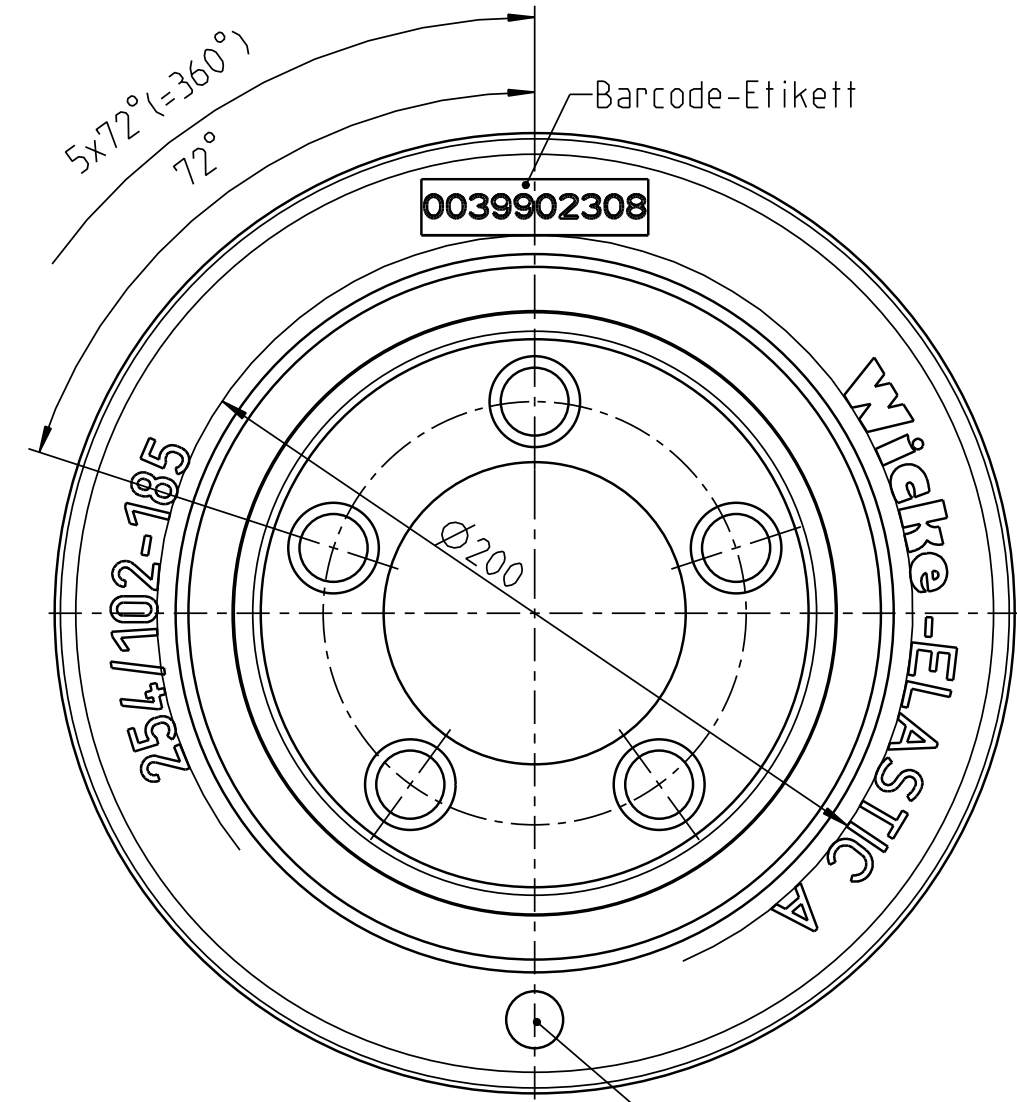 5x72°(=360°)
72°
Barcode-Etikett
0039902308
Wicke-ELASTIC A
254/102-185
Ø200